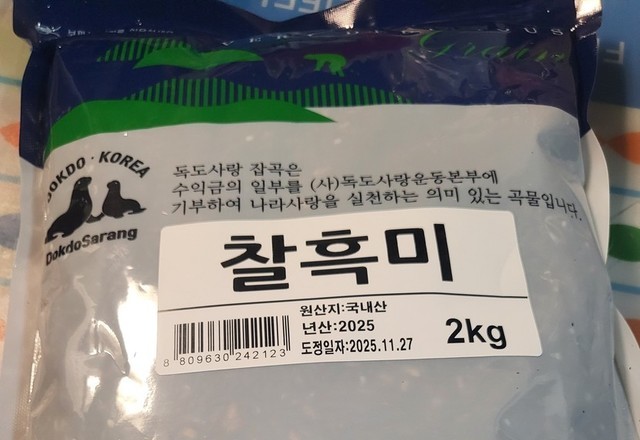 Grain
DOKDO · KOREA
DokdoSarang
독도사랑 잡곡은
수익금의 일부를 (사)독도사랑운동본부에
기부하여 나라사랑을 실천하는 의미 있는 곡물입니다.
찰흑미
원산지:국내산
년산:2025
도정일자:2025.11.27
2kg
8 809630 242123